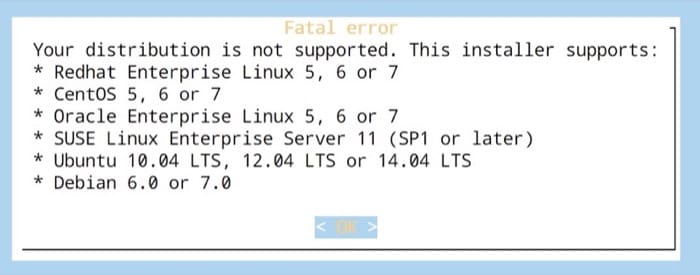 Fatal error
Your distribution is not supported. This installer supports:
* Redhat Enterprise Linux 5, 6 or 7
* CentOS 5, 6 or 7
* Oracle Enterprise Linux 5, 6 or 7
* SUSE Linux Enterprise Server 11 (SP1 or later)
* Ubuntu 10.04 LTS, 12.04 LTS or 14.04 LTS
* Debian 6.0 or 7.0
< OK >